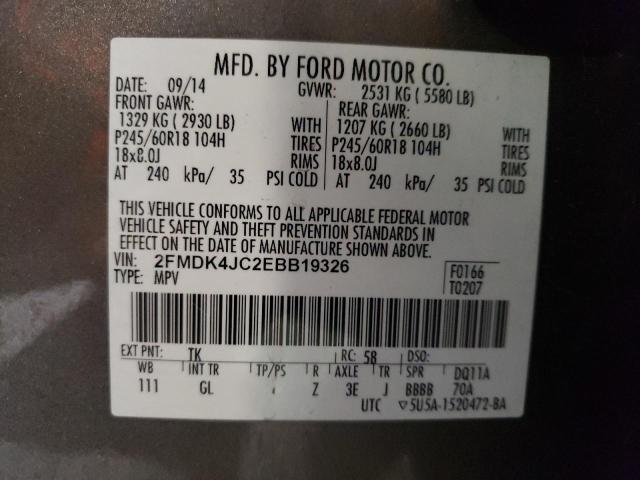 MFD. BY FORD MOTOR CO.
DATE: 09/14 GVWR: 2531 KG ( 5580 LB)
FRONT GAWR: REAR GAWR:
1329 KG ( 2930 LB) WITH 1207 KG ( 2660 LB) WITH
P245/60R18 104H TIRES P245/60R18 104H TIRES
18x8.0J RIMS 18x8.0J RIMS
AT 240 kPa/ 35 PSI COLD AT 240 kPa/ 35 PSI COLD
THIS VEHICLE CONFORMS TO ALL APPLICABLE FEDERAL MOTOR
VEHICLE SAFETY AND THEFT PREVENTION STANDARDS IN
EFFECT ON THE DATE OF MANUFACTURE SHOWN ABOVE.
VIN: 2FMDK4JC2EBB19326 F0166
TYPE: MPV T0207
EXT PNT: TK RC: 58 DSO:
WB INT TR TP/PS R AXLE TR SPR DQ11A
111 GL Z 3E J BBBB 70A
UTC ▽5U5A-1520472-BA